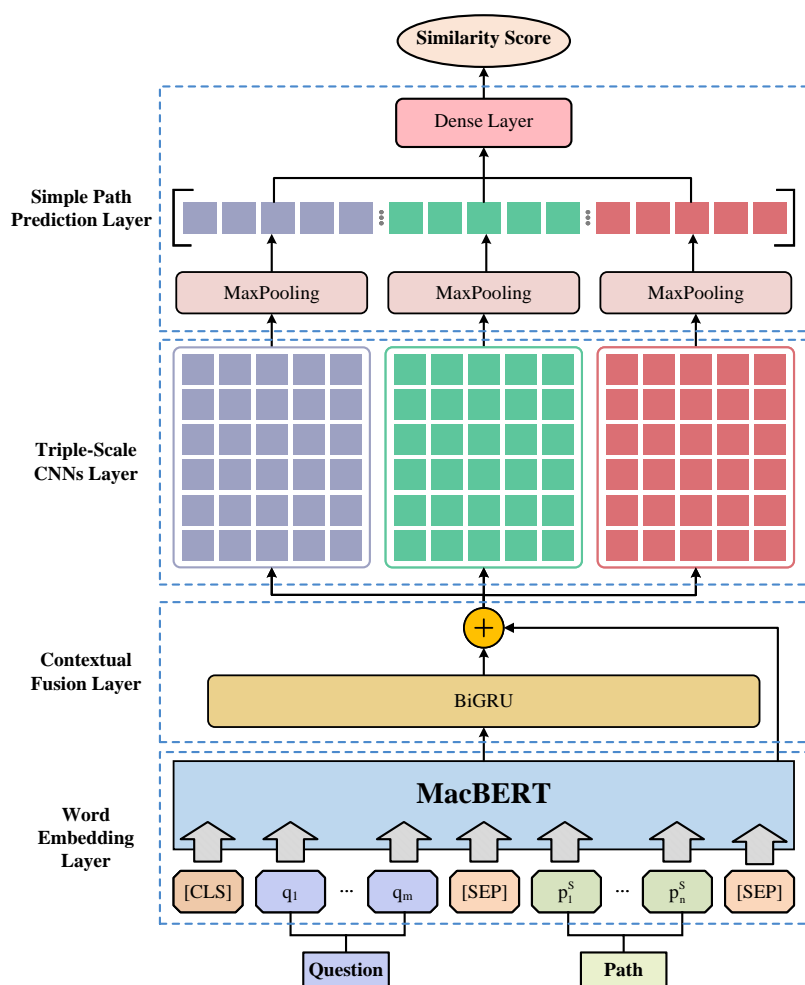 Similarity Score
Dense Layer
Simple Path
Prediction Layer
MaxPooling
MaxPooling
MaxPooling
Triple-Scale
CNNs Layer
+
Contextual
Fusion Layer
BiGRU
MacBERT
Word
Embedding
Layer
[CLS]
q₁
...
qₘ
[SEP]
p₁ˢ
...
pₙˢ
[SEP]
Question
Path